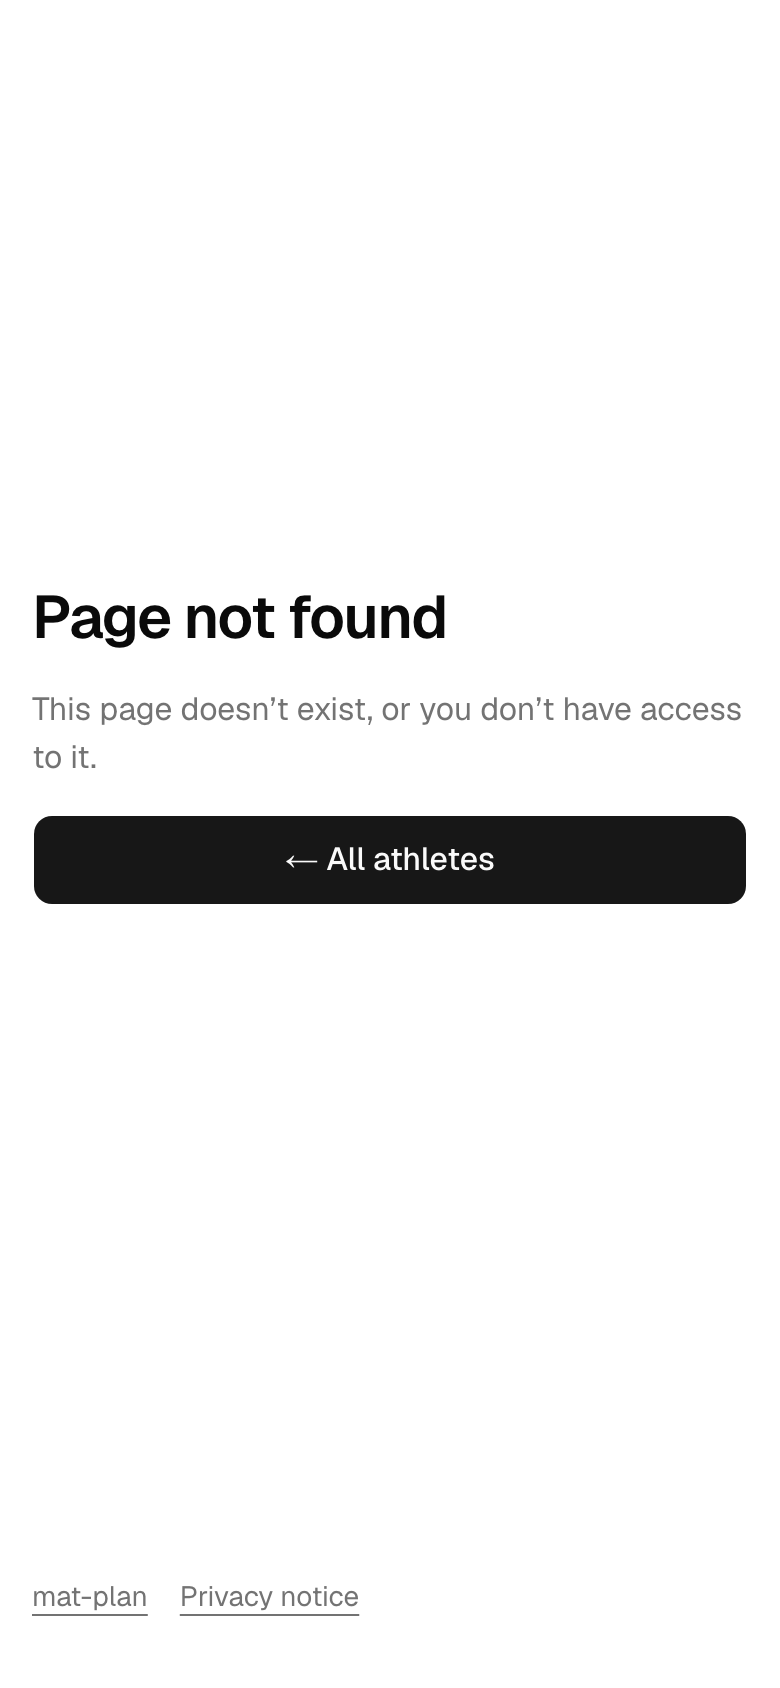 Page not found
This page doesn’t exist, or you don’t have access
to it.
← All athletes
mat-plan Privacy notice